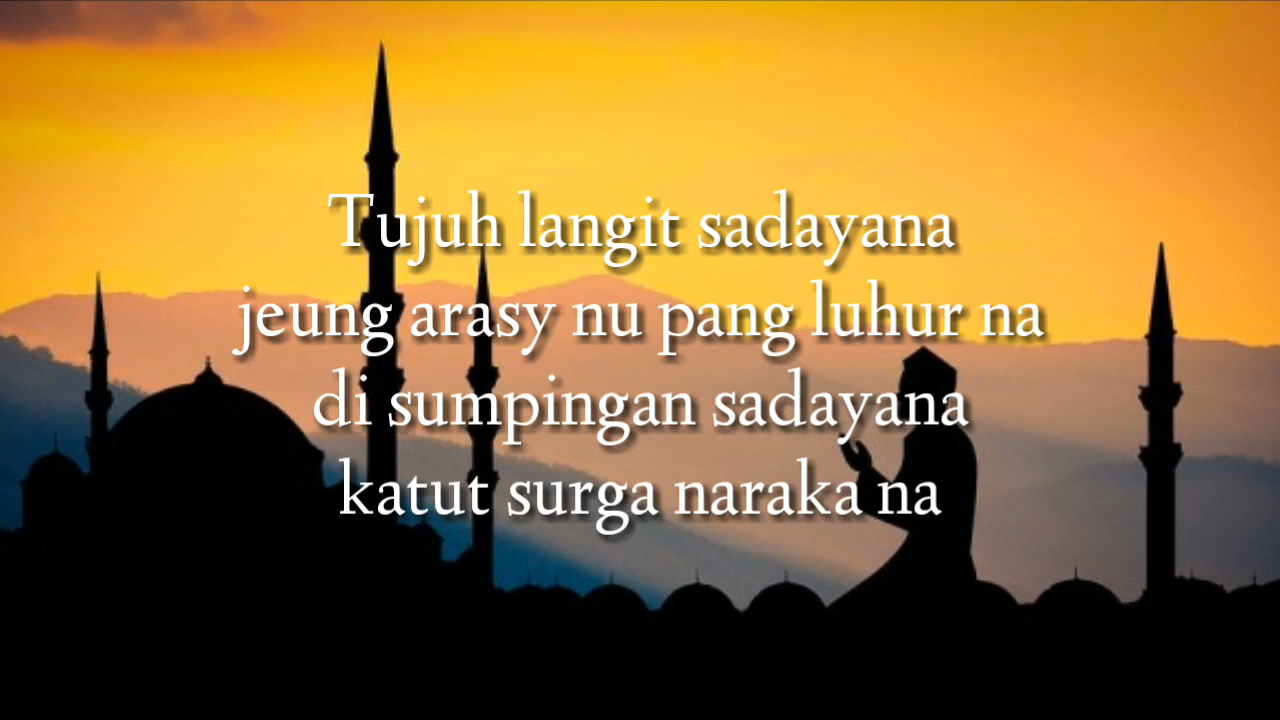 Tujuh langit sadayana
jeung arasy nu pang luhur na
di sumpingan sadayana
katut surga naraka na